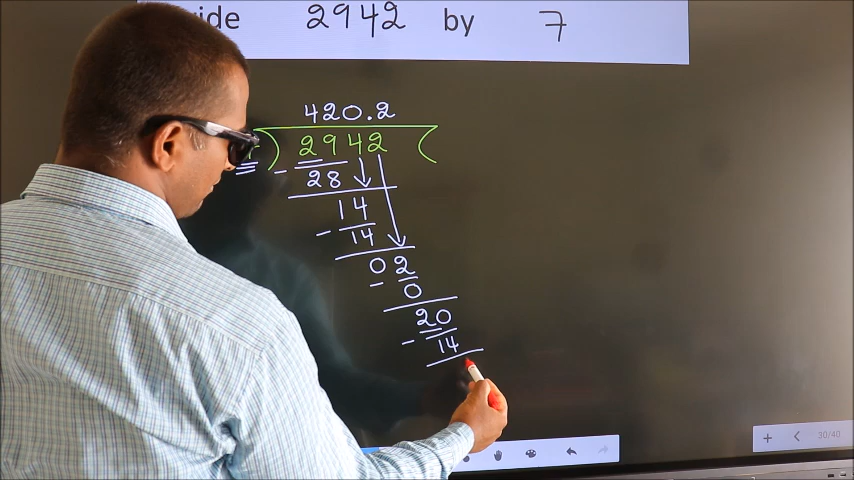 ide 2942 by 7
420.2
) 2942 (
- 28
14
- 14
02
- 0
20
- 14
+ < 30/40